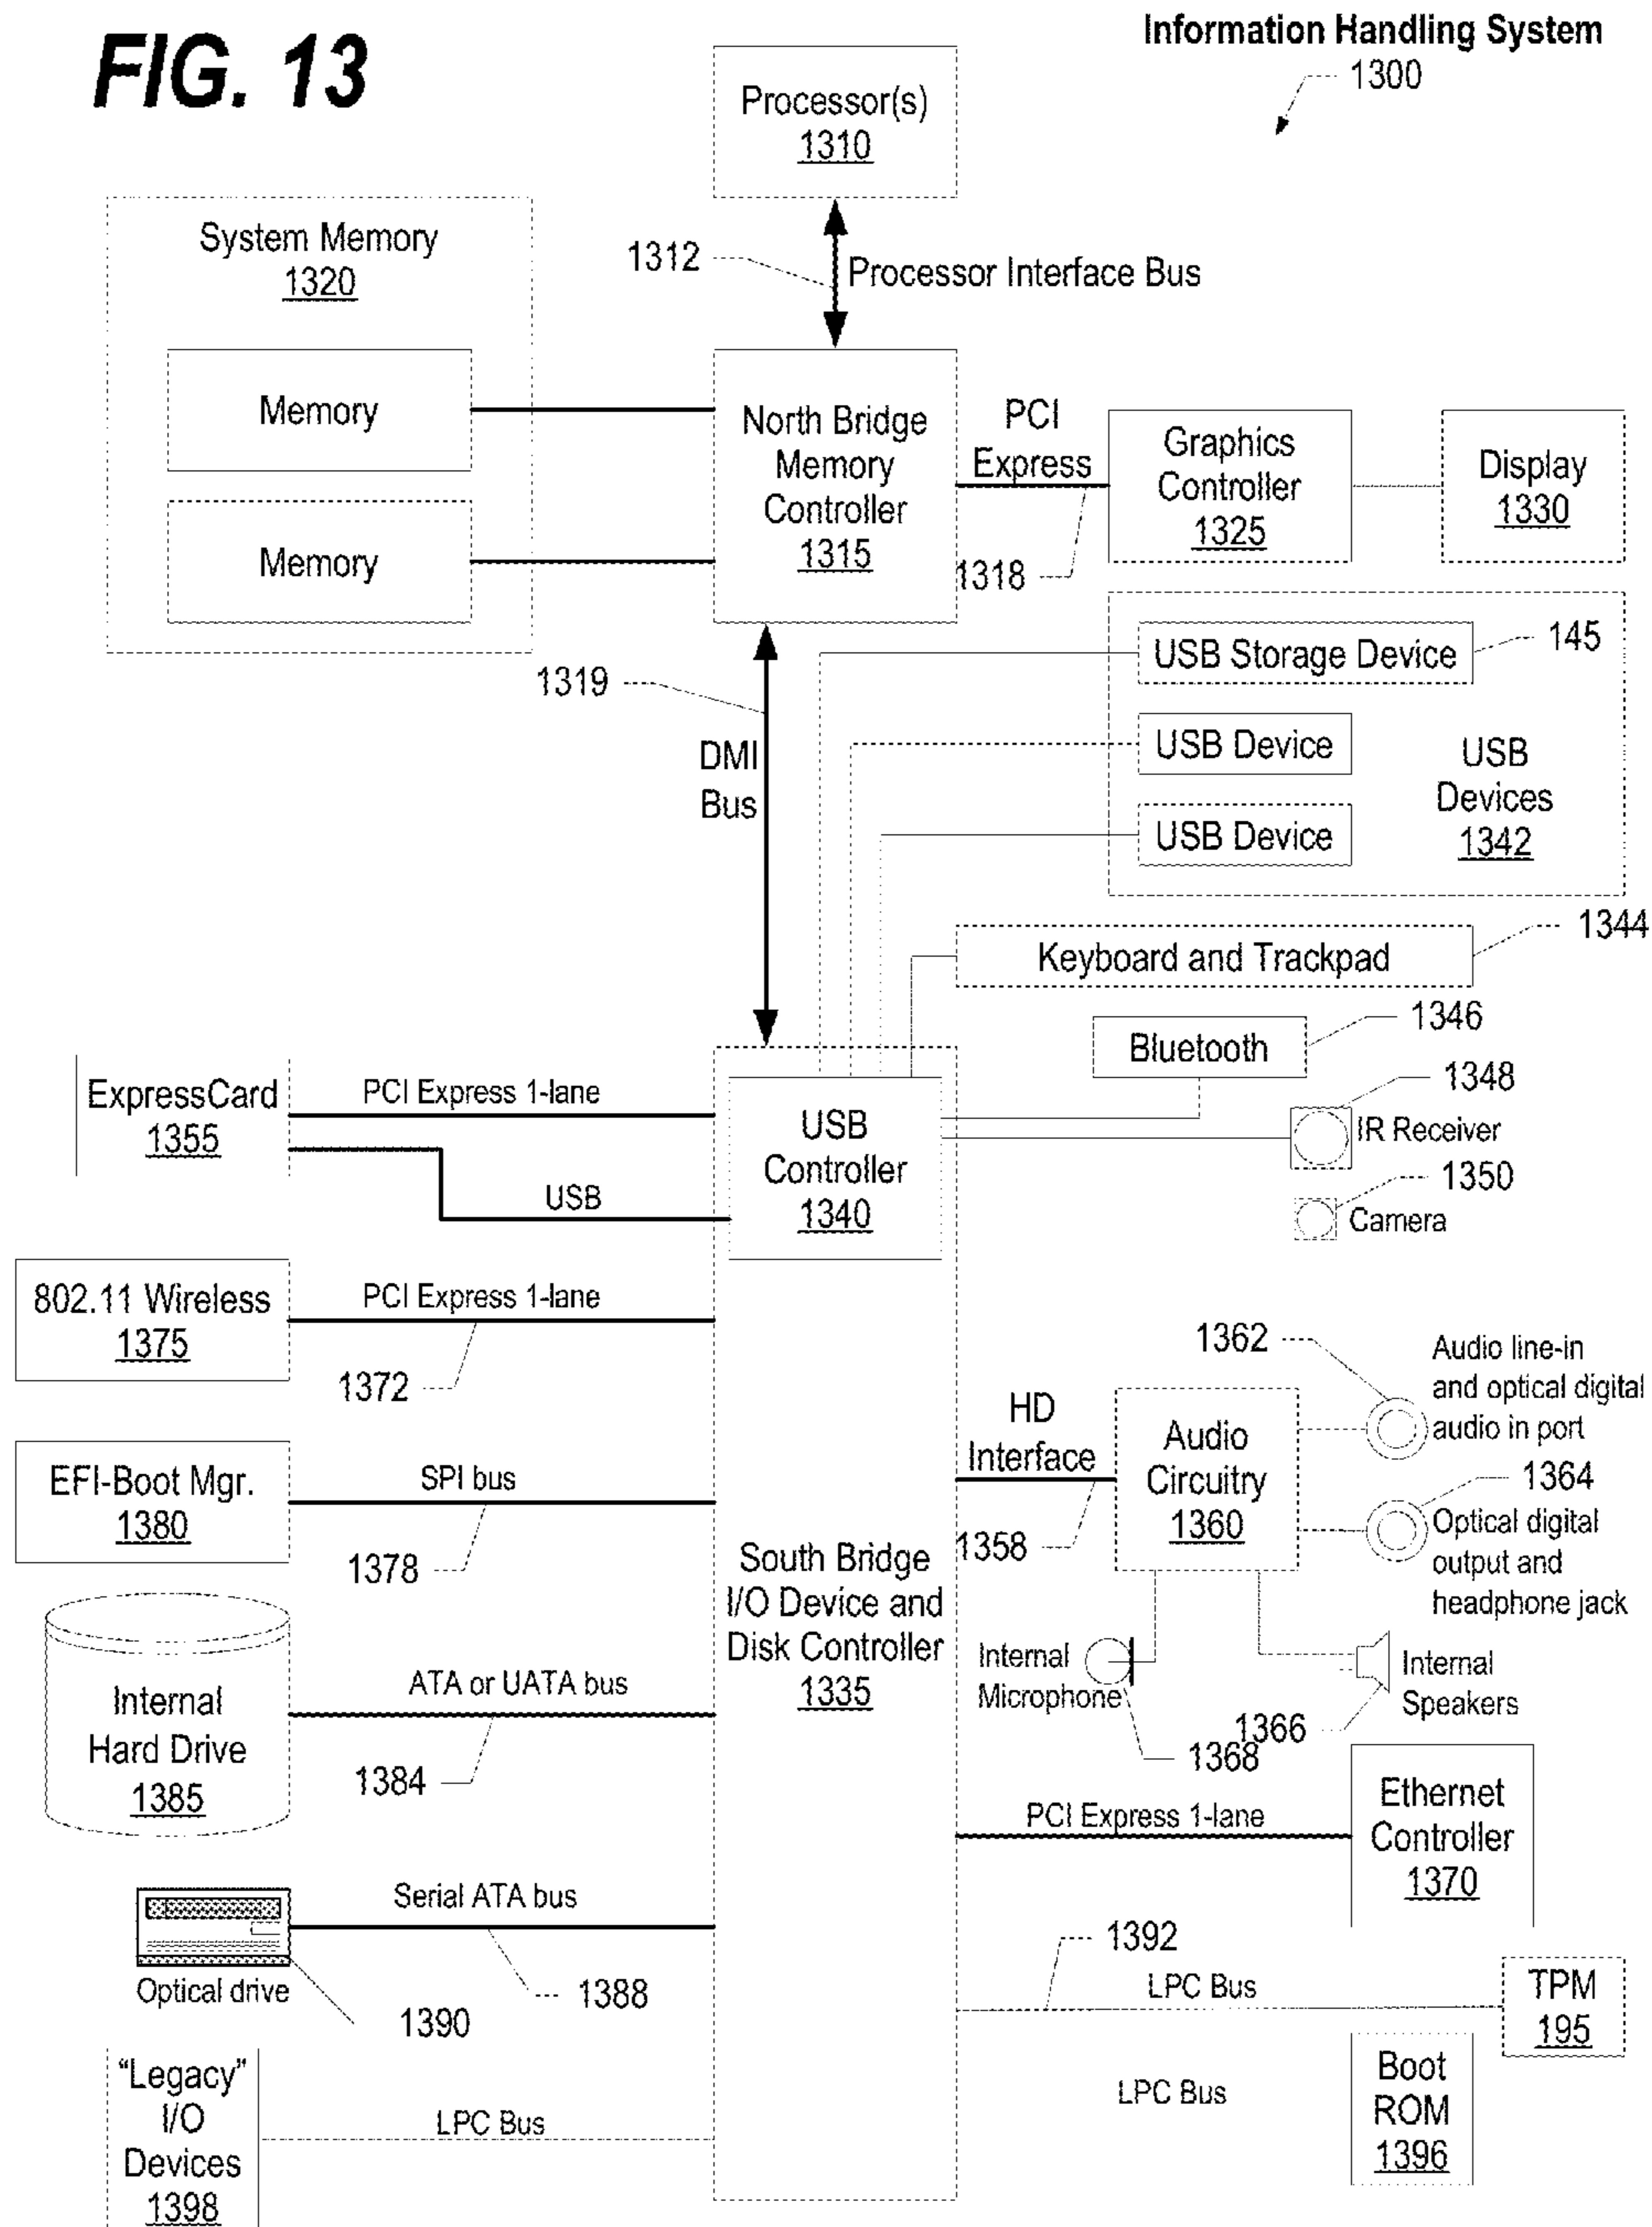 FIG. 13
Information Handling System
1300
Processor(s)
1310
System Memory
1320
1312
Processor Interface Bus
Memory
Memory
North Bridge
Memory
Controller
1315
PCI
Express
1318
Graphics
Controller
1325
Display
1330
USB Storage Device
145
USB Device
USB Device
USB
Devices
1342
1319
DMI
Bus
1344
Keyboard and Trackpad
1346
Bluetooth
1348
IR Receiver
1350
Camera
ExpressCard
1355
PCI Express 1-lane
USB
USB
Controller
1340
802.11 Wireless
1375
PCI Express 1-lane
1372
1362
Audio line-in
and optical digital
audio in port
HD
Interface
1358
Audio
Circuitry
1360
1364
Optical digital
output and
headphone jack
EFI-Boot Mgr.
1380
SPI bus
1378
South Bridge
I/O Device and
Disk Controller
1335
Internal
Microphone
1368
Internal
Speakers
1366
Internal
Hard Drive
1385
ATA or UATA bus
1384
PCI Express 1-lane
Ethernet
Controller
1370
Serial ATA bus
1388
Optical drive
1390
1392
LPC Bus
TPM
195
LPC Bus
Boot
ROM
1396
“Legacy”
I/O
Devices
1398
LPC Bus